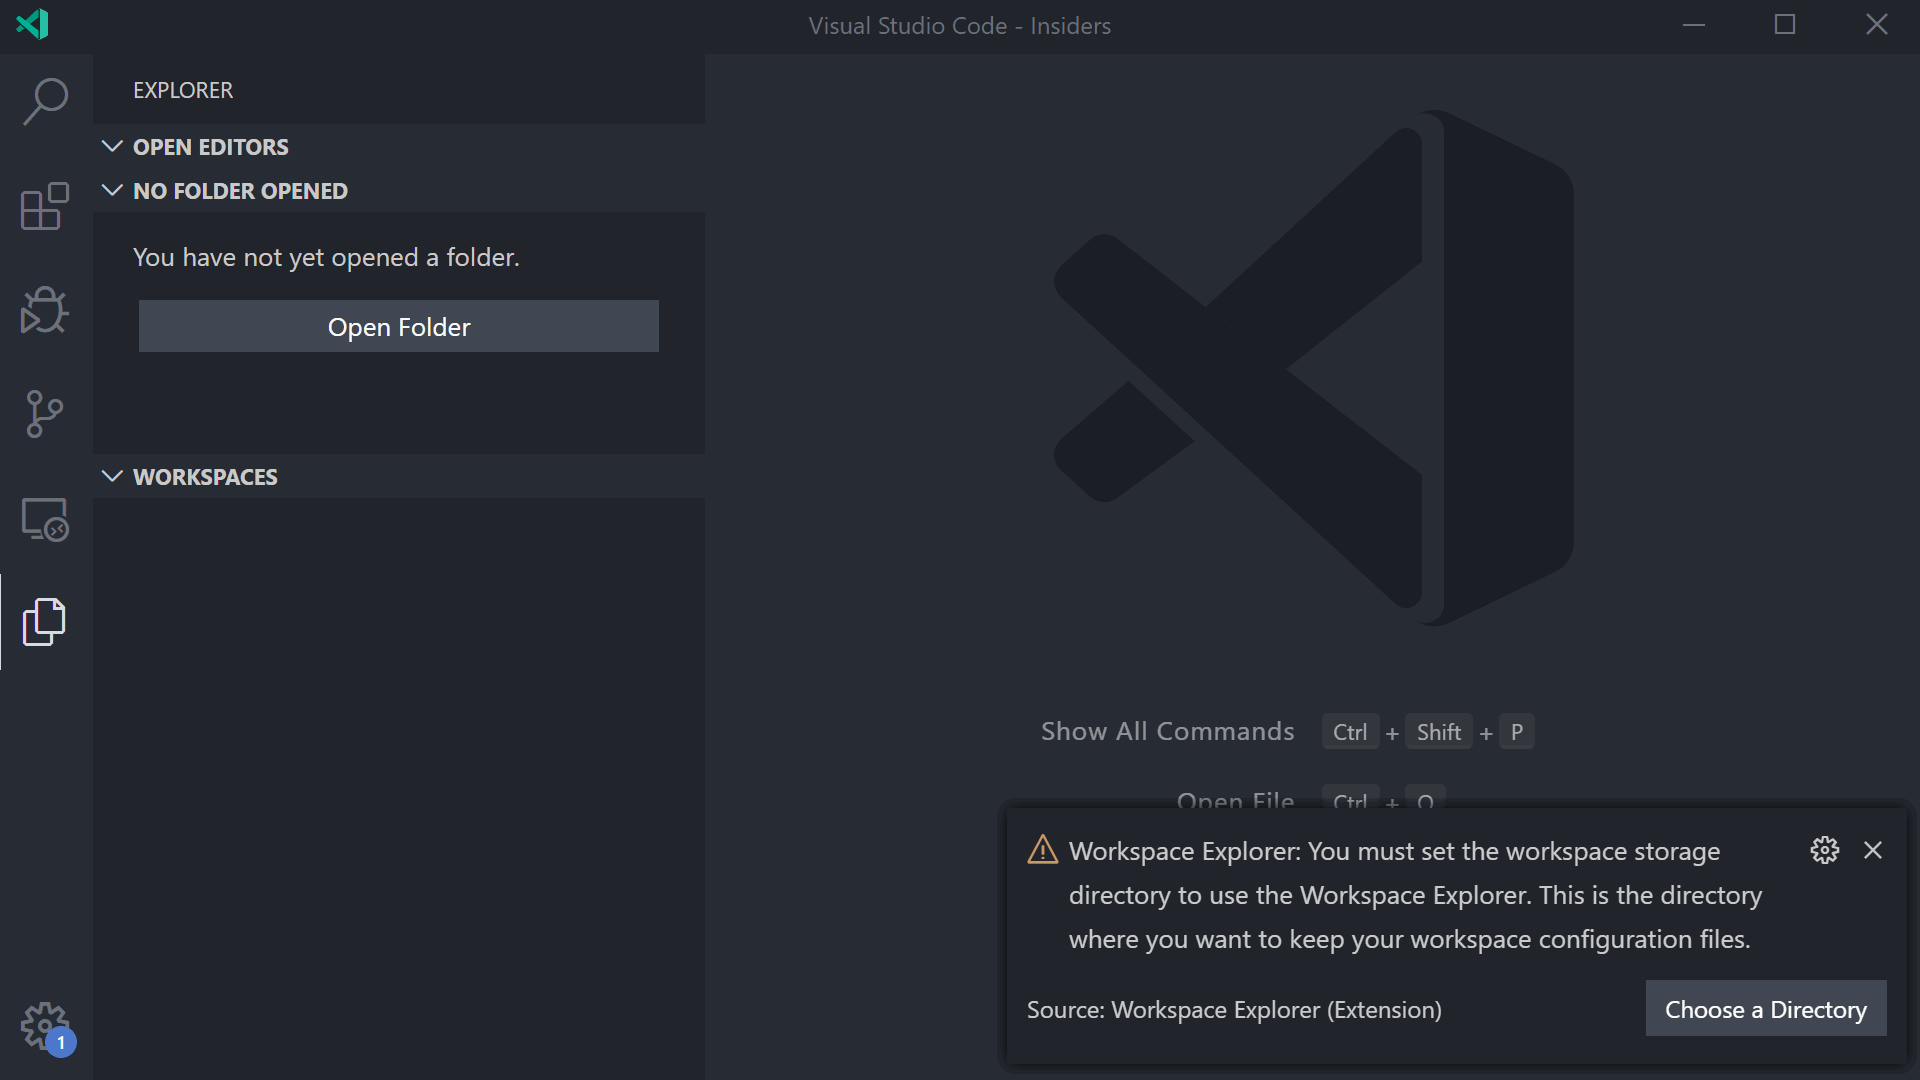 Visual Studio Code - Insiders
EXPLORER
OPEN EDITORS
NO FOLDER OPENED
You have not yet opened a folder.
Open Folder
WORKSPACES
Show All Commands Ctrl + Shift + P
Open File Ctrl + O
Workspace Explorer: You must set the workspace storage
directory to use the Workspace Explorer. This is the directory
where you want to keep your workspace configuration files.
Source: Workspace Explorer (Extension)
Choose a Directory
1